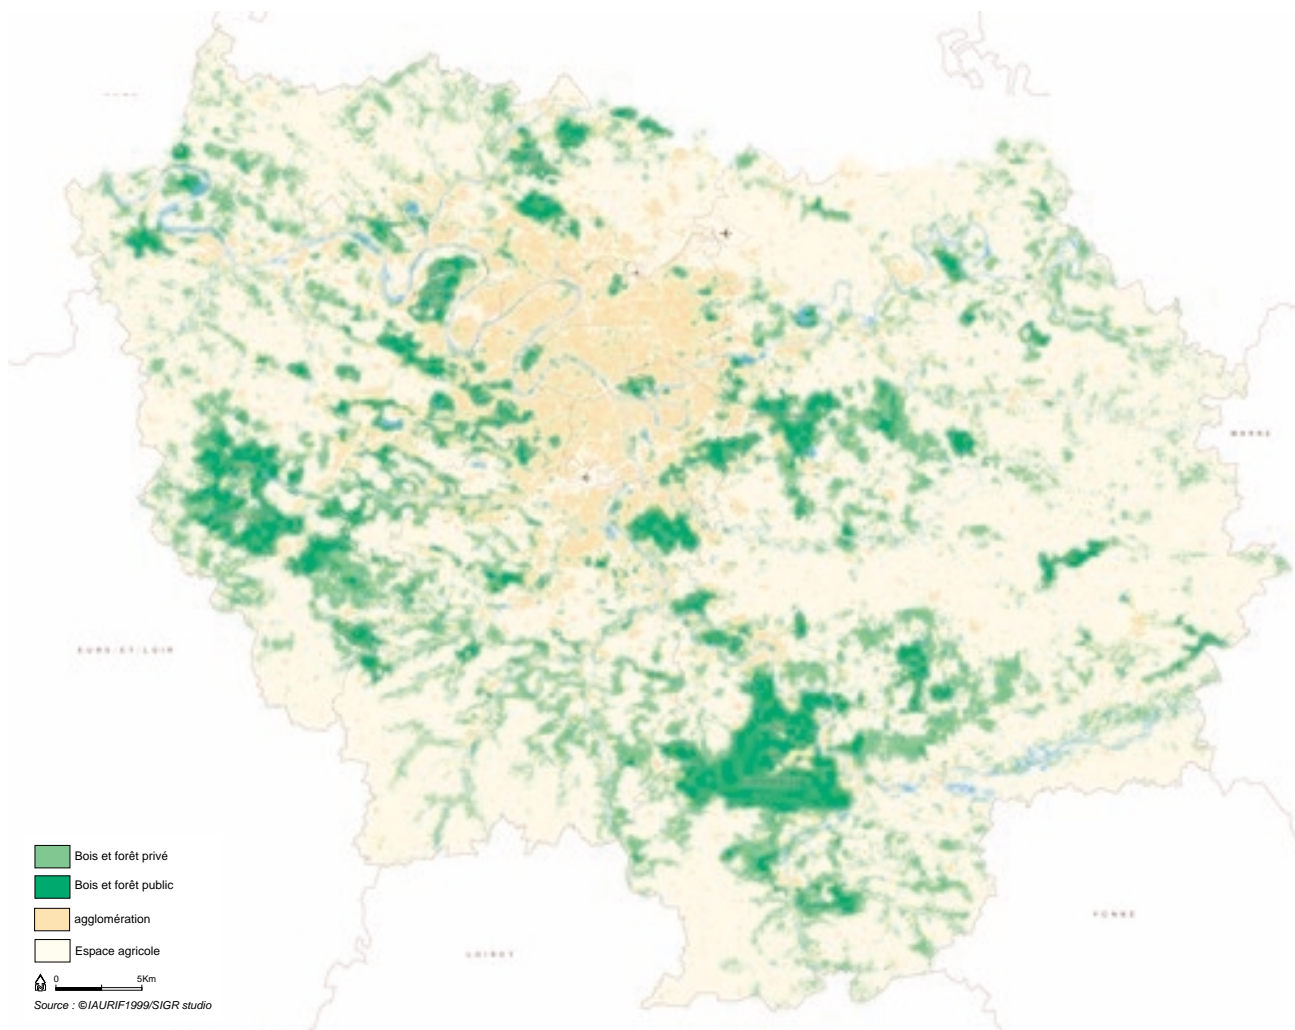 MARNE
EURE-ET-LOIR
Bois et forêt privé
Bois et forêt public
agglomération
Espace agricole
0 5Km
Source : ©IAURIF1999/SIGR studio
YONNE
LOIRET